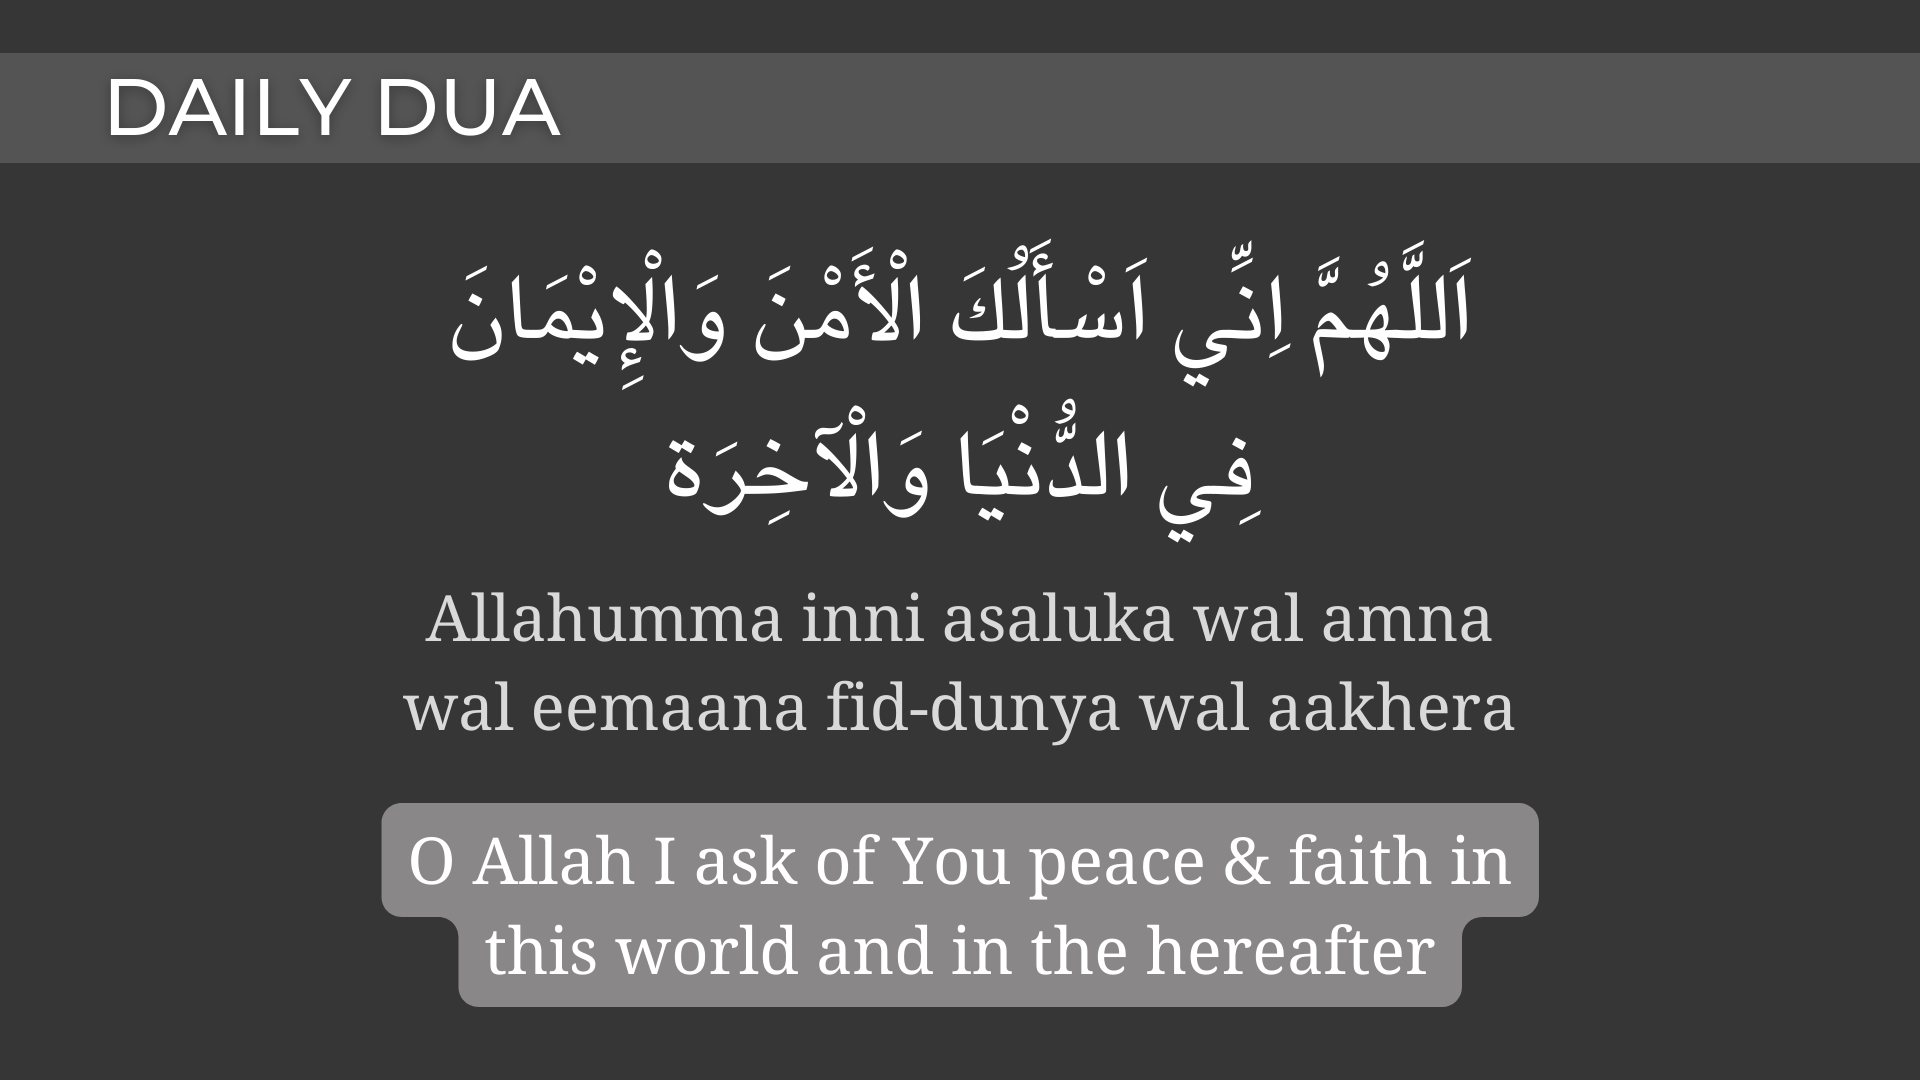 DAILY DUA
اَللَّهُمَّ اِنِّي اَسْأَلُكَ الْأَمْنَ وَالْإِيْمَانَ
فِي الدُّنْيَا وَالْآخِرَة
Allahumma inni asaluka wal amna
wal eemaana fid-dunya wal aakhera
O Allah I ask of You peace & faith in
this world and in the hereafter